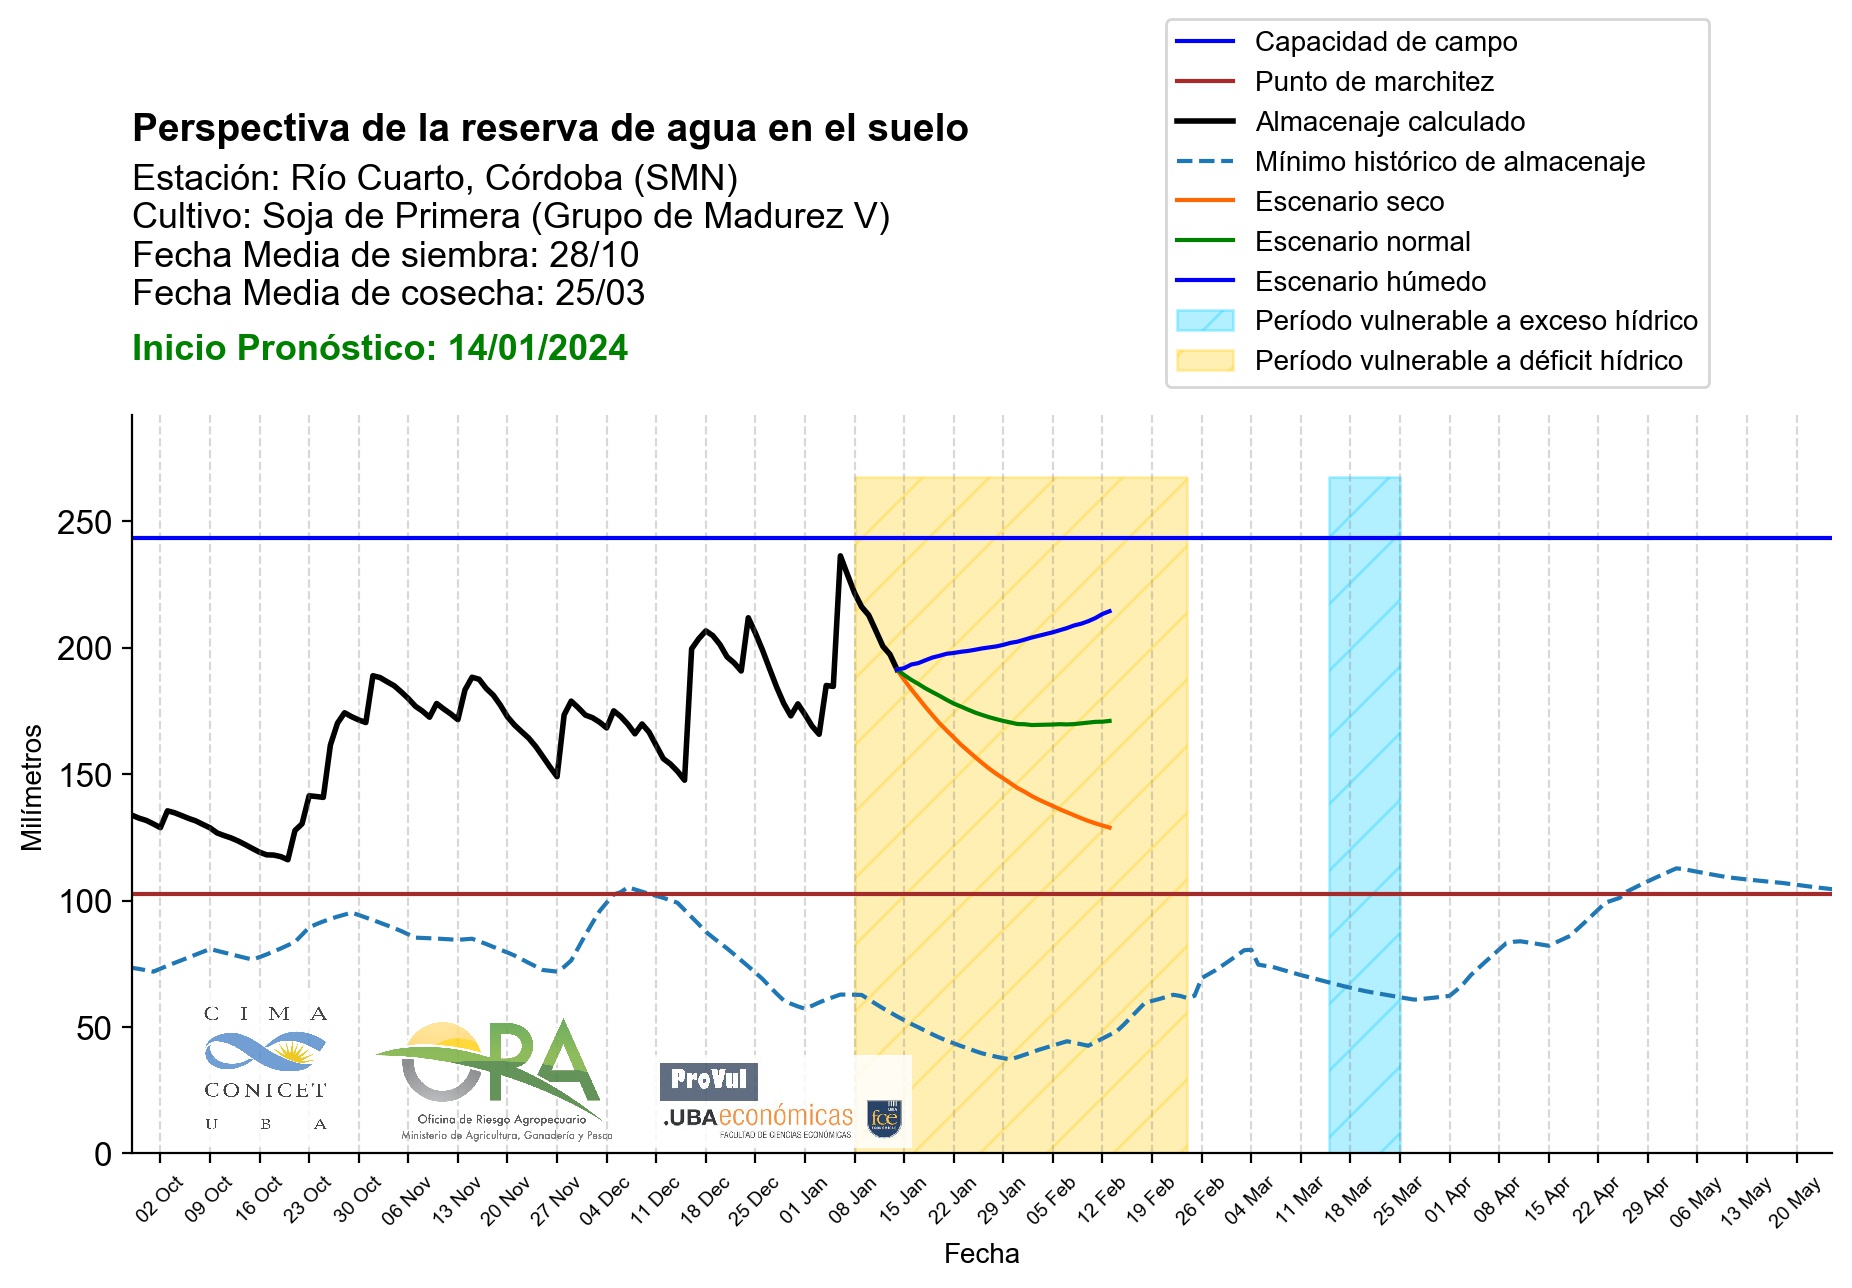 Capacidad de campo
Punto de marchitez
Almacenaje calculado
Mínimo histórico de almacenaje
Escenario seco
Escenario normal
Escenario húmedo
Período vulnerable a exceso hídrico
Período vulnerable a déficit hídrico
Perspectiva de la reserva de agua en el suelo
Estación: Río Cuarto, Córdoba (SMN)
Cultivo: Soja de Primera (Grupo de Madurez V)
Fecha Media de siembra: 28/10
Fecha Media de cosecha: 25/03
Inicio Pronóstico: 14/01/2024
Milímetros
250
200
150
100
50
0
C I M A
CONICET
U B A
ORA
Oficina de Riesgo Agropecuario
Ministerio de Agricultura, Ganadería y Pesca
ProVul
.UBAeconómicas
FACULTAD DE CIENCIAS ECONÓMICAS
UBA
fce
ECONÓMICAS
02 Oct
09 Oct
16 Oct
23 Oct
30 Oct
06 Nov
13 Nov
20 Nov
27 Nov
04 Dec
11 Dec
18 Dec
25 Dec
01 Jan
08 Jan
15 Jan
22 Jan
29 Jan
05 Feb
12 Feb
19 Feb
26 Feb
04 Mar
11 Mar
18 Mar
25 Mar
01 Apr
08 Apr
15 Apr
22 Apr
29 Apr
06 May
13 May
20 May
Fecha